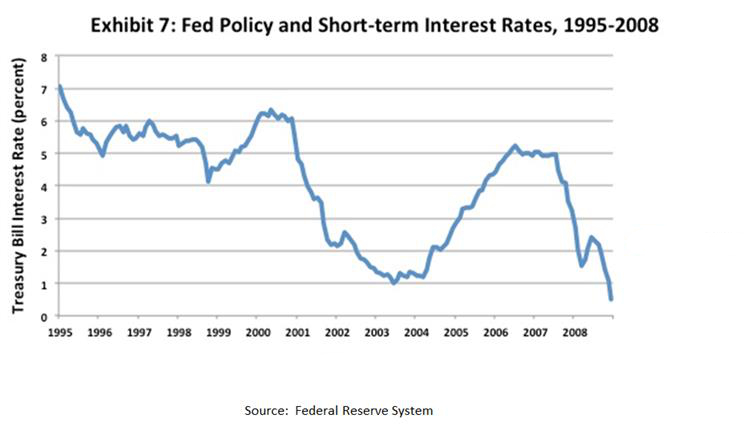 Exhibit 7: Fed Policy and Short-term Interest Rates, 1995-2008
Treasury Bill Interest Rate (percent)
8
7
6
5
4
3
2
1
0
1995 1996 1997 1998 1999 2000 2001 2002 2003 2004 2005 2006 2007 2008
Source: Federal Reserve System